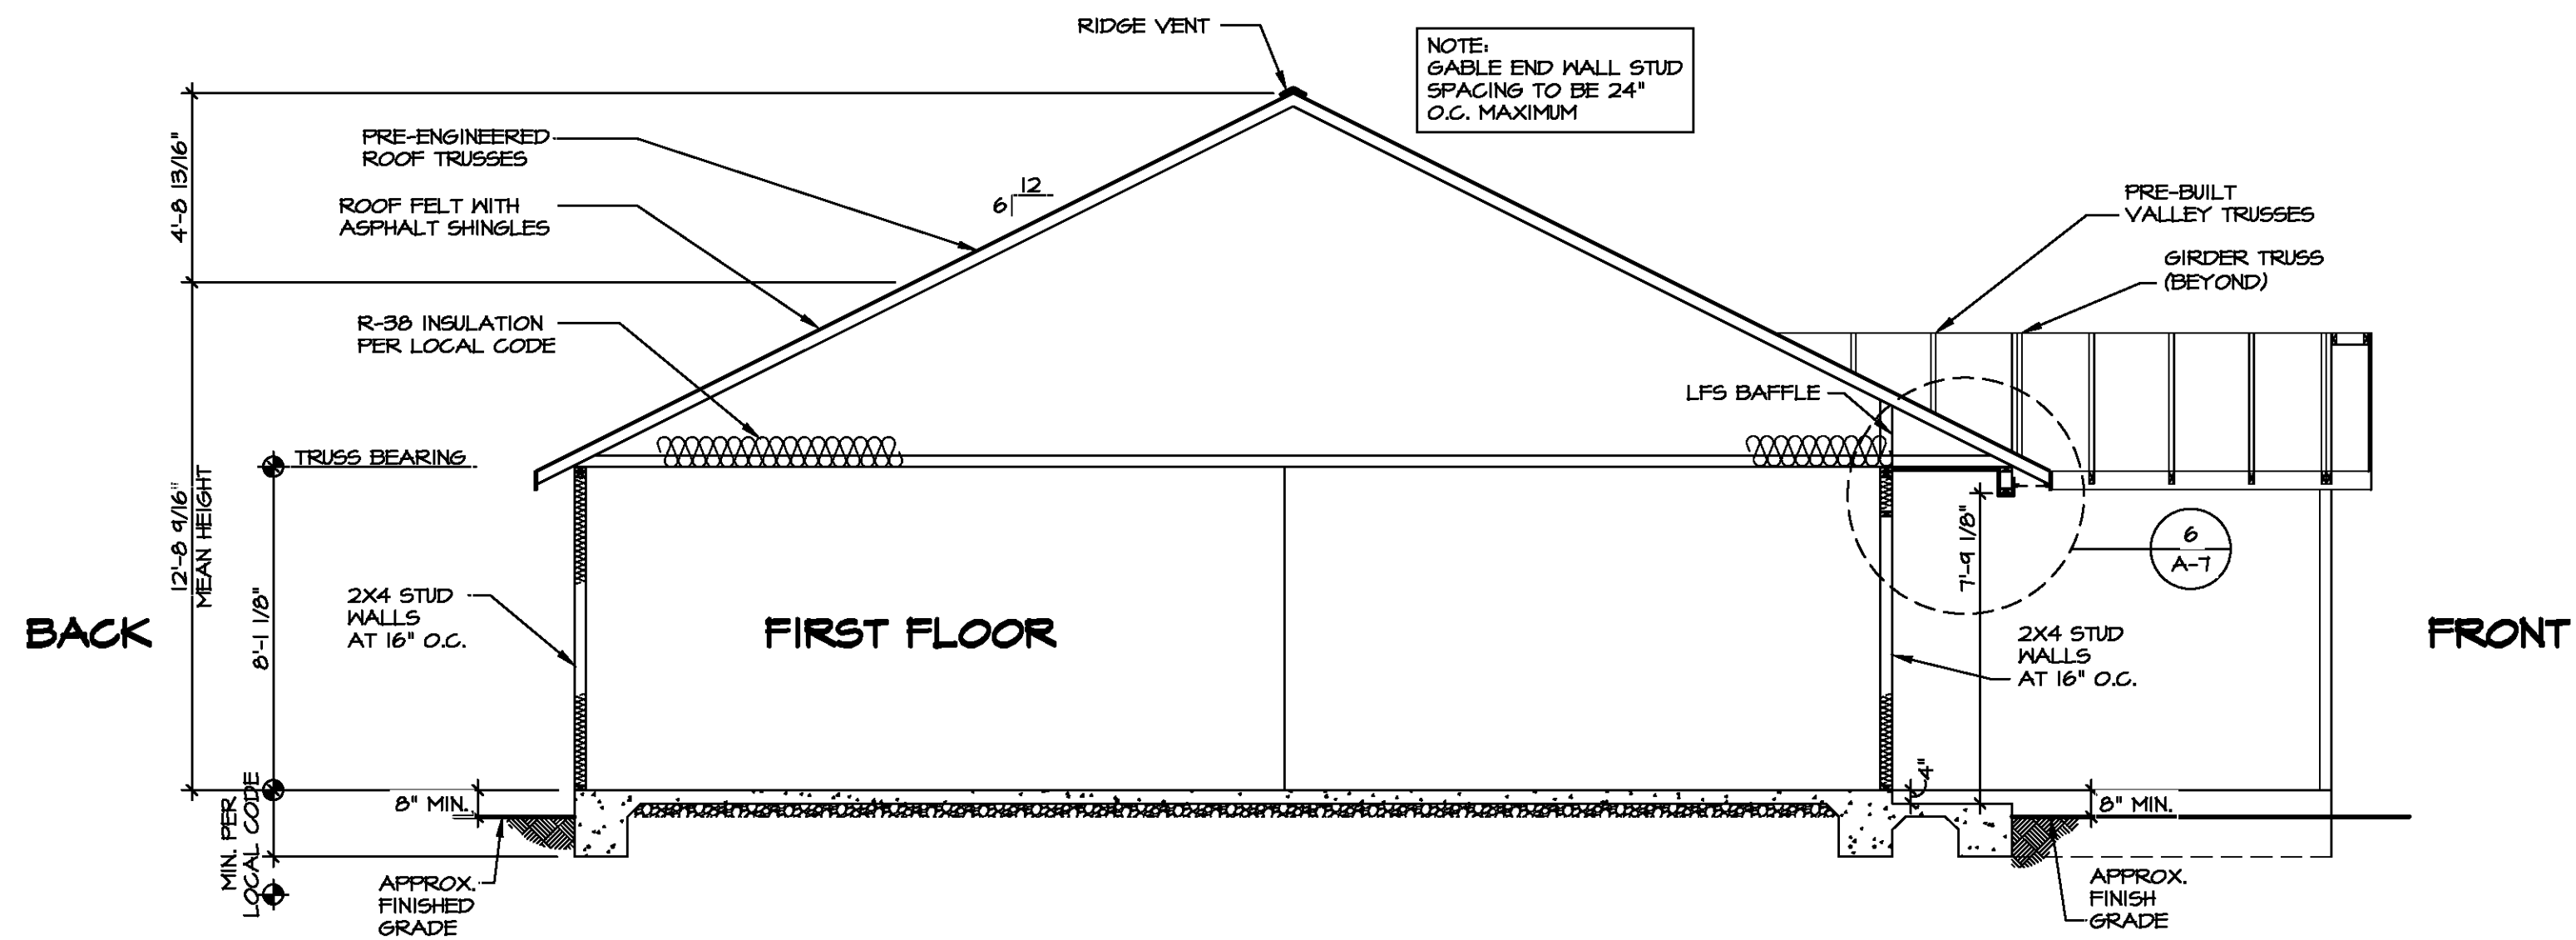 RIDGE VENT
NOTE:
GABLE END WALL STUD
SPACING TO BE 24"
O.C. MAXIMUM
4'-8 13/16"
PRE-ENGINEERED
ROOF TRUSSES
12
6
ROOF FELT WITH
ASPHALT SHINGLES
PRE-BUILT
VALLEY TRUSSES
GIRDER TRUSS
(BEYOND)
R-38 INSULATION
PER LOCAL CODE
LFS BAFFLE
TRUSS BEARING
12'-8 9/16"
MEAN HEIGHT
8'-1 1/8"
7'-9 1/8"
6
A-7
2X4 STUD
WALLS
AT 16" O.C.
BACK
FIRST FLOOR
2X4 STUD
WALLS
AT 16" O.C.
FRONT
4"
8" MIN.
8" MIN.
MIN. PER
LOCAL CODE
APPROX.
FINISHED
GRADE
APPROX.
FINISH
GRADE